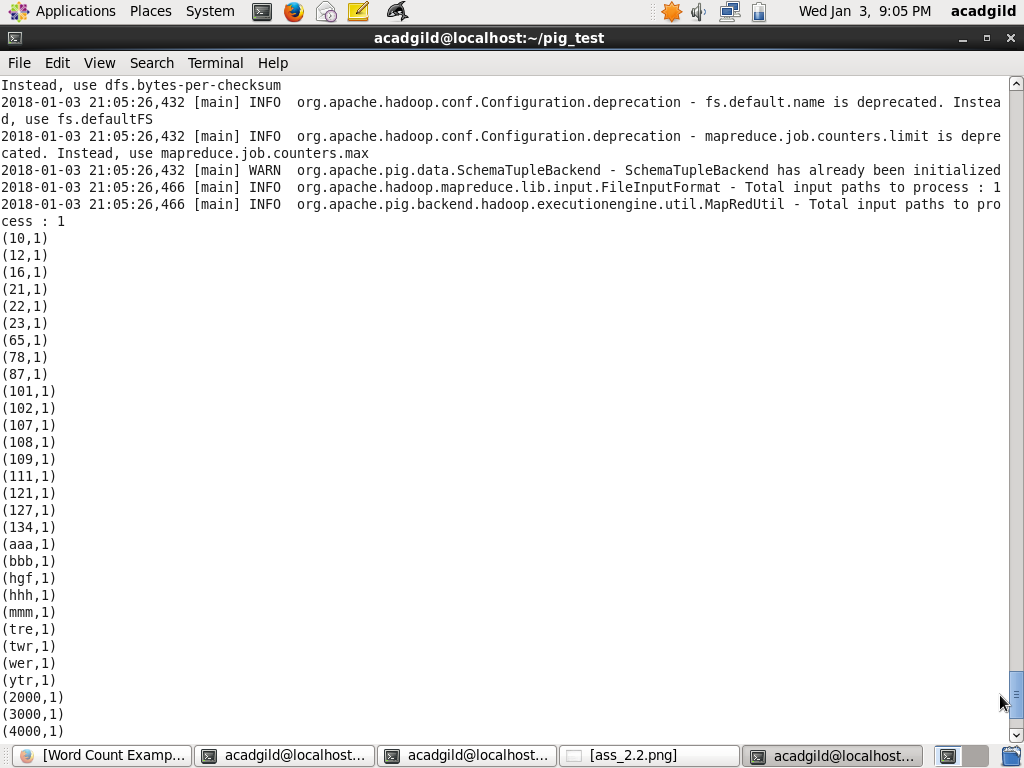 Applications Places System Wed Jan 3, 9:05 PM acadgild
acadgild@localhost:~/pig_test
File Edit View Search Terminal Help
Instead, use dfs.bytes-per-checksum
2018-01-03 21:05:26,432 [main] INFO  org.apache.hadoop.conf.Configuration.deprecation - fs.default.name is deprecated. Instea
d, use fs.defaultFS
2018-01-03 21:05:26,432 [main] INFO  org.apache.hadoop.conf.Configuration.deprecation - mapreduce.job.counters.limit is depre
cated. Instead, use mapreduce.job.counters.max
2018-01-03 21:05:26,432 [main] WARN  org.apache.pig.data.SchemaTupleBackend - SchemaTupleBackend has already been initialized
2018-01-03 21:05:26,466 [main] INFO  org.apache.hadoop.mapreduce.lib.input.FileInputFormat - Total input paths to process : 1
2018-01-03 21:05:26,466 [main] INFO  org.apache.pig.backend.hadoop.executionengine.util.MapRedUtil - Total input paths to pro
cess : 1
(10,1)
(12,1)
(16,1)
(21,1)
(22,1)
(23,1)
(65,1)
(78,1)
(87,1)
(101,1)
(102,1)
(107,1)
(108,1)
(109,1)
(111,1)
(121,1)
(127,1)
(134,1)
(aaa,1)
(bbb,1)
(hgf,1)
(hhh,1)
(mmm,1)
(tre,1)
(twr,1)
(wer,1)
(ytr,1)
(2000,1)
(3000,1)
(4000,1)
[Word Count Examp... acadgild@localhost... acadgild@localhost... [ass_2.2.png] acadgild@localhost...